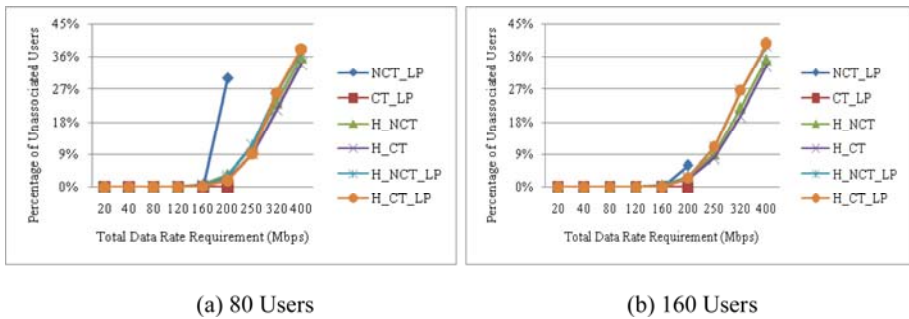 45%
36%
27%
18%
9%
0%
Percentage of Unassociated Users
20 40 80 120 160 200 250 320 400
Total Data Rate Requirement (Mbps)
NCT_LP
CT_LP
H_NCT
H_CT
H_NCT_LP
H_CT_LP
(a) 80 Users
45%
36%
27%
18%
9%
0%
Percentage of Unassociated Users
20 40 80 120 160 200 250 320 400
Total Data Rate Requirement (Mbps)
NCT_LP
CT_LP
H_NCT
H_CT
H_NCT_LP
H_CT_LP
(b) 160 Users